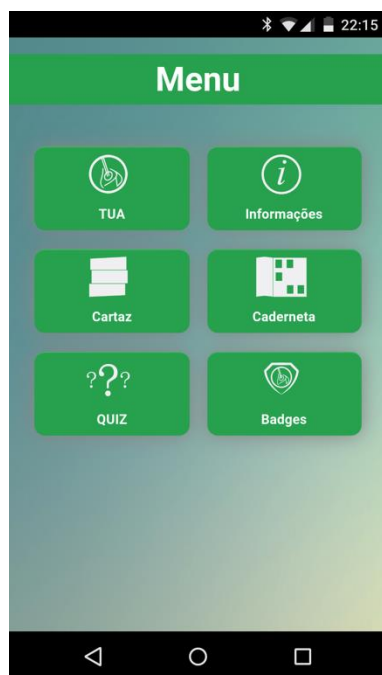 22:15
Menu
TUA
Informações
Cartaz
Caderneta
???
QUIZ
Badges